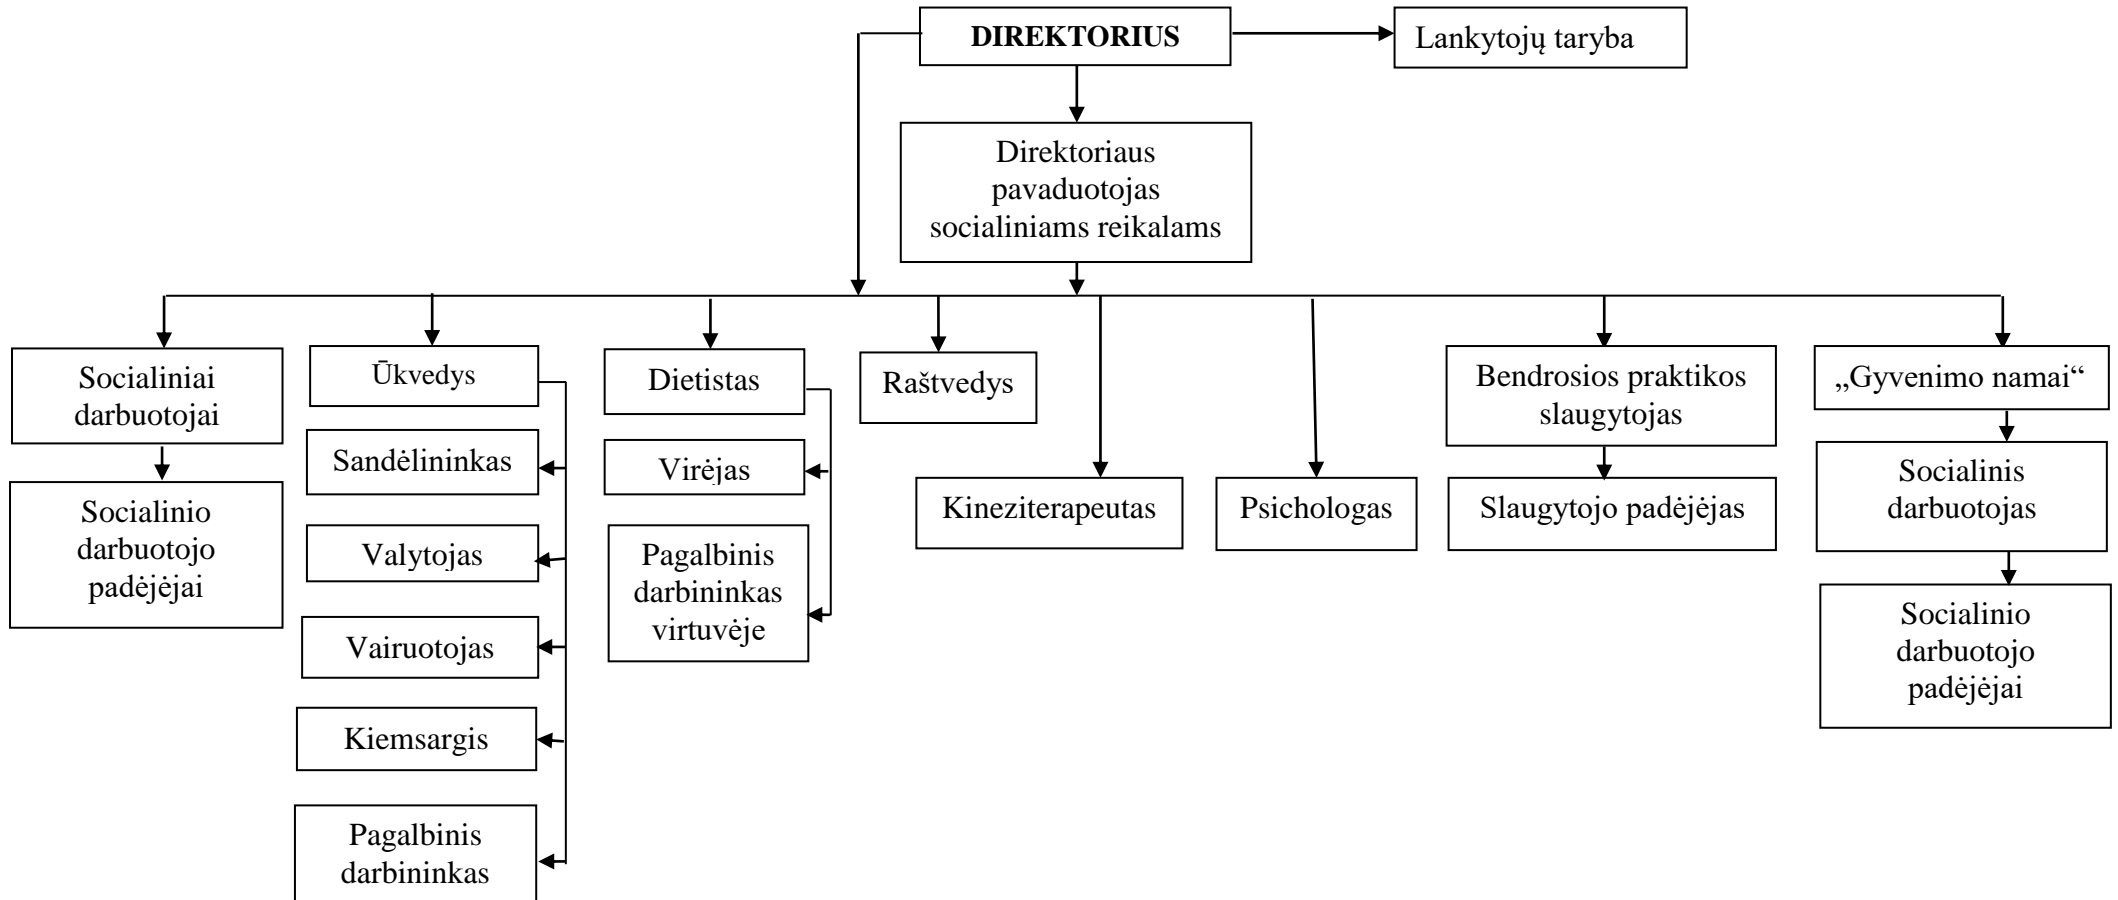 DIREKTORIUS
Lankytojų taryba
Direktoriaus
pavaduotojas
socialiniams reikalams
Socialiniai
darbuotojai
Socialinio
darbuotojo
padėjėjai
Ūkvedys
Sandėlininkas
Valytojas
Vairuotojas
Kiemsargis
Pagalbinis
darbininkas
Dietistas
Virėjas
Pagalbinis
darbininkas
virtuvėje
Raštvedys
Kineziterapeutas
Psichologas
Bendrosios praktikos
slaugytojas
Slaugytojo padėjėjas
„Gyvenimo namai“
Socialinis
darbuotojas
Socialinio
darbuotojo
padėjėjai